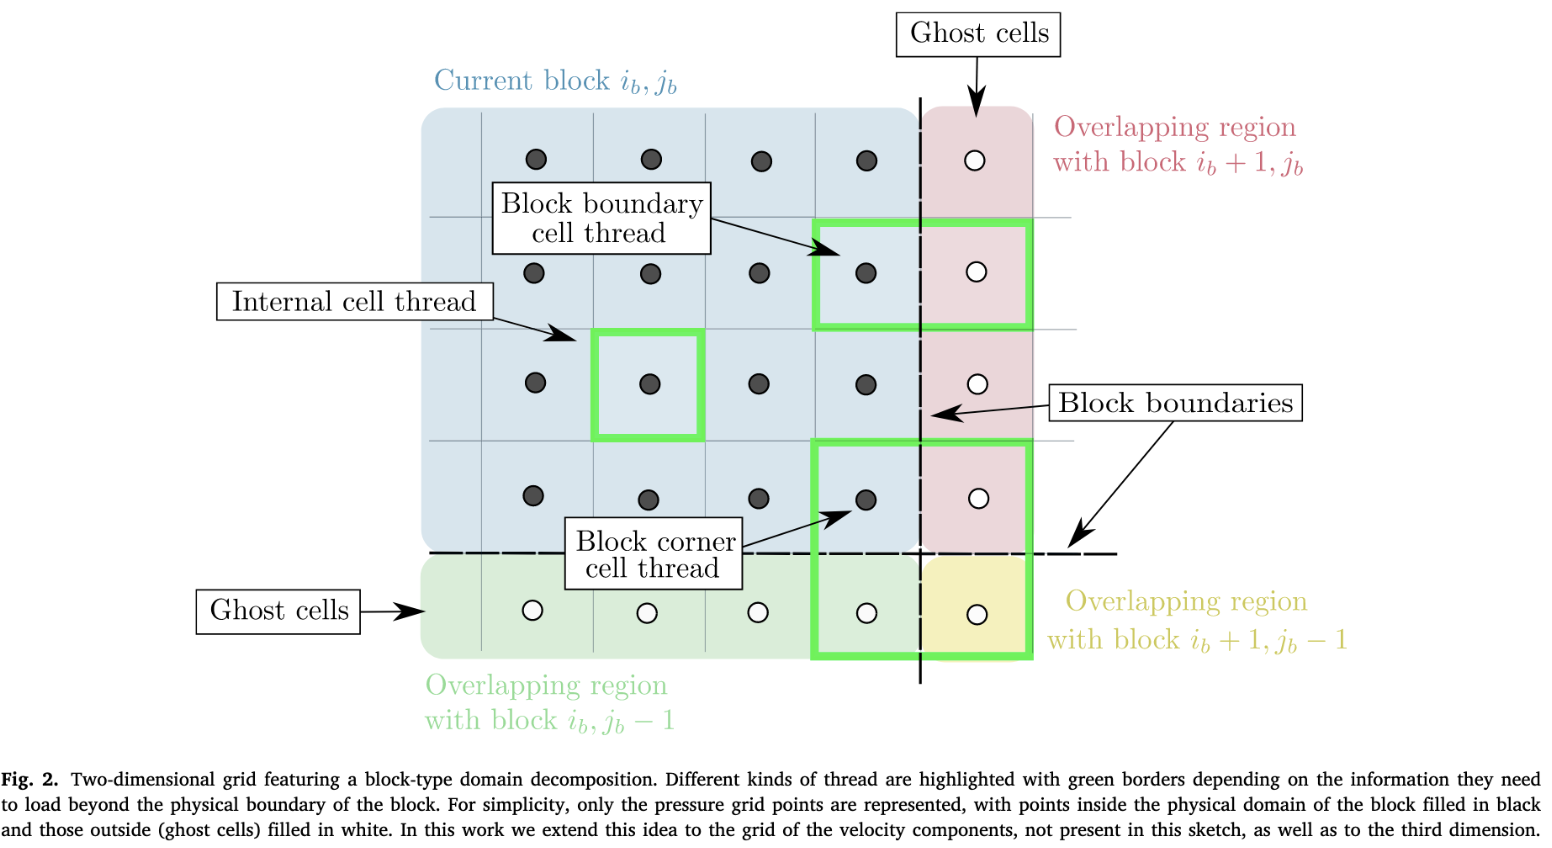 Ghost cells
Current block i_b, j_b
Overlapping region
with block i_b + 1, j_b
Block boundary
cell thread
Internal cell thread
Block boundaries
Block corner
cell thread
Ghost cells
Overlapping region
with block i_b + 1, j_b − 1
Overlapping region
with block i_b, j_b − 1
Fig. 2. Two-dimensional grid featuring a block-type domain decomposition. Different kinds of thread are highlighted with green borders depending on the information they need
to load beyond the physical boundary of the block. For simplicity, only the pressure grid points are represented, with points inside the physical domain of the block filled in black
and those outside (ghost cells) filled in white. In this work we extend this idea to the grid of the velocity components, not present in this sketch, as well as to the third dimension.